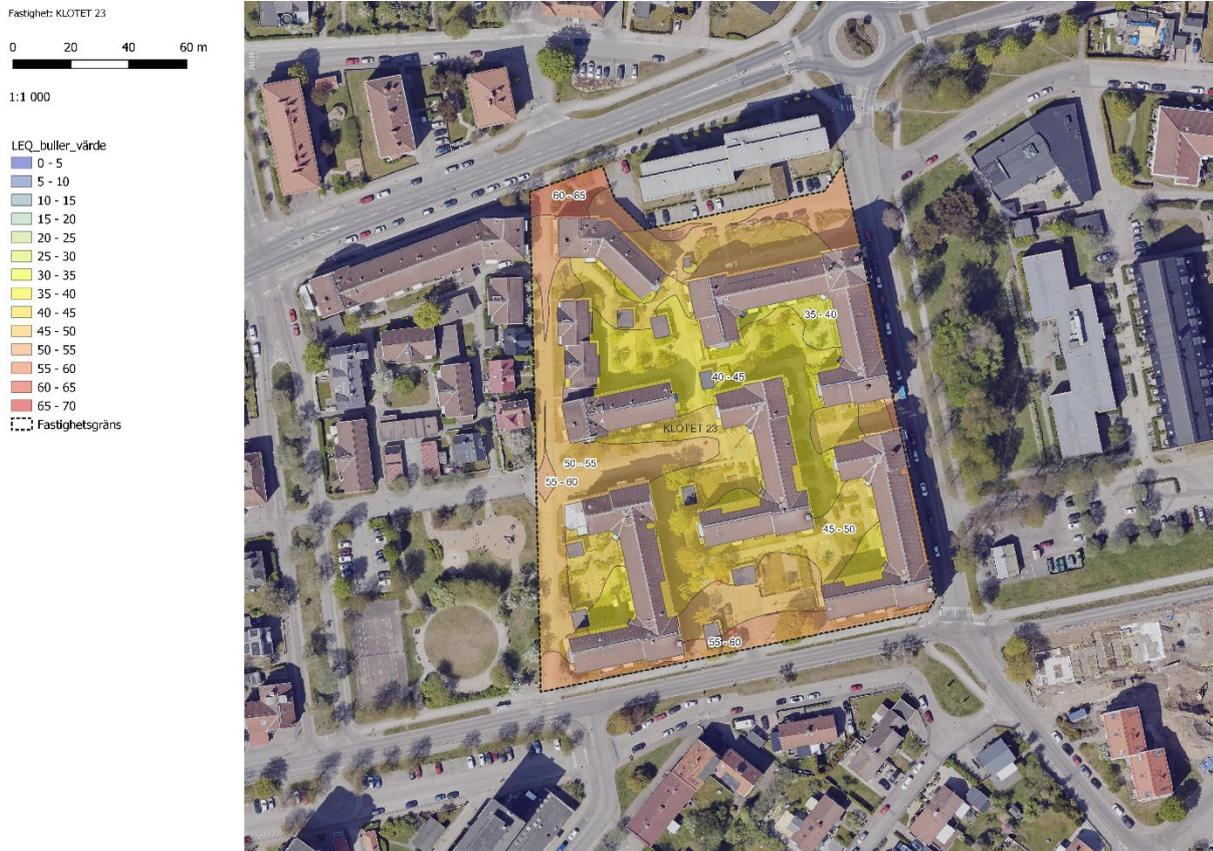 Fastighet: KLOTET 23
0 20 40 60 m
1:1 000
LEQ_buller_värde
0 - 5
5 - 10
10 - 15
15 - 20
20 - 25
25 - 30
30 - 35
35 - 40
40 - 45
45 - 50
50 - 55
55 - 60
60 - 65
65 - 70
Fastighetsgräns
60 - 65
35 - 40
40 - 45
KLOTET 23
50 - 55
55 - 60
45 - 50
55 - 60